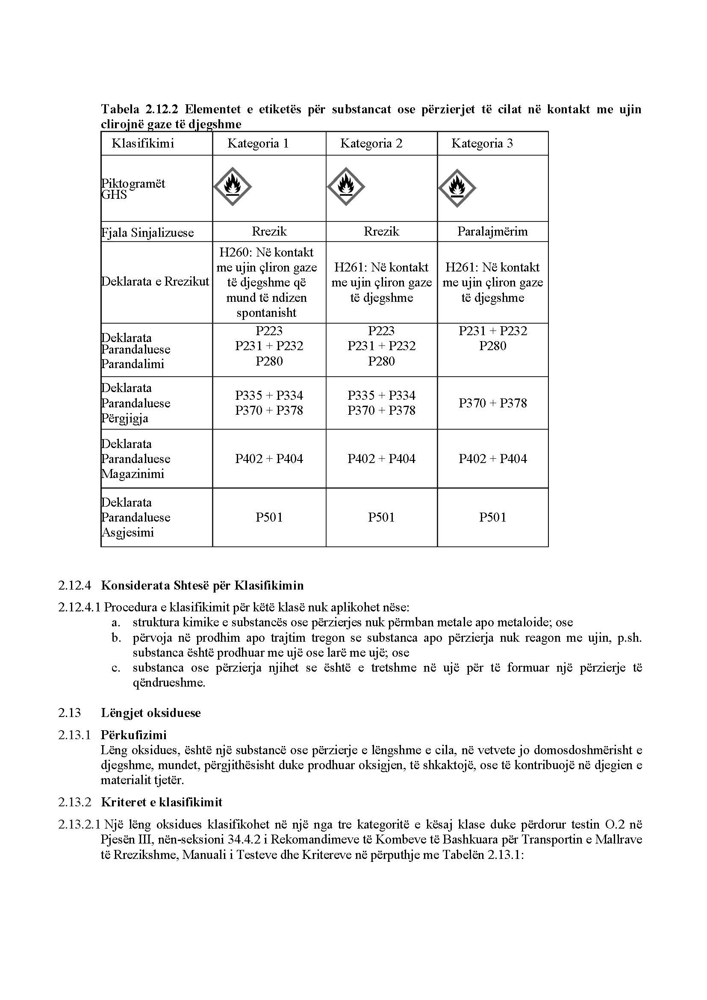 Tabela 2.12.2 Elementet e etiketës për substancat ose përzierjet të cilat në kontakt me ujin
clirojnë gaze të djegshme
Klasifikimi Kategoria 1 Kategoria 2 Kategoria 3
Piktogramët
GHS
Fjala Sinjalizuese Rrezik Rrezik Paralajmërim
Deklarata e Rrezikut
H260: Në kontakt
me ujin çliron gaze
të djegshme që
mund të ndizen
spontanisht
H261: Në kontakt
me ujin çliron gaze
të djegshme
H261: Në kontakt
me ujin çliron gaze
të djegshme
Deklarata
Parandaluese
Parandalimi
P223
P231 + P232
P280
P223
P231 + P232
P280
P231 + P232
P280
Deklarata
Parandaluese
Përgjigja
P335 + P334
P370 + P378
P335 + P334
P370 + P378
P370 + P378
Deklarata
Parandaluese
Magazinimi
P402 + P404
P402 + P404
P402 + P404
Deklarata
Parandaluese
Asgjesimi
P501
P501
P501
2.12.4 Konsiderata Shtesë për Klasifikimin
2.12.4.1 Procedura e klasifikimit për këtë klasë nuk aplikohet nëse:
a. struktura kimike e substancës ose përzierjes nuk përmban metale apo metaloide; ose
b. përvoja në prodhim apo trajtim tregon se substanca apo përzierja nuk reagon me ujin, p.sh.
substanca është prodhuar me ujë ose larë me ujë; ose
c. substanca ose përzierja njihet se është e tretshme në ujë për të formuar një përzierje të
qëndrueshme.
2.13 Lëngjet oksiduese
2.13.1 Përkufizimi
Lëng oksidues, është një substancë ose përzierje e lëngshme e cila, në vetvete jo domosdoshmërisht e
djegshme, mundet, përgjithësisht duke prodhuar oksigjen, të shkaktojë, ose të kontribuojë në djegien e
materialit tjetër.
2.13.2 Kriteret e klasifikimit
2.13.2.1 Një lëng oksidues klasifikohet në një nga tre kategoritë e kësaj klase duke përdorur testin O.2 në
Pjesën III, nën-seksioni 34.4.2 i Rekomandimeve të Kombeve të Bashkuara për Transportin e Mallrave
të Rrezikshme, Manuali i Testeve dhe Kritereve në përputhje me Tabelën 2.13.1: